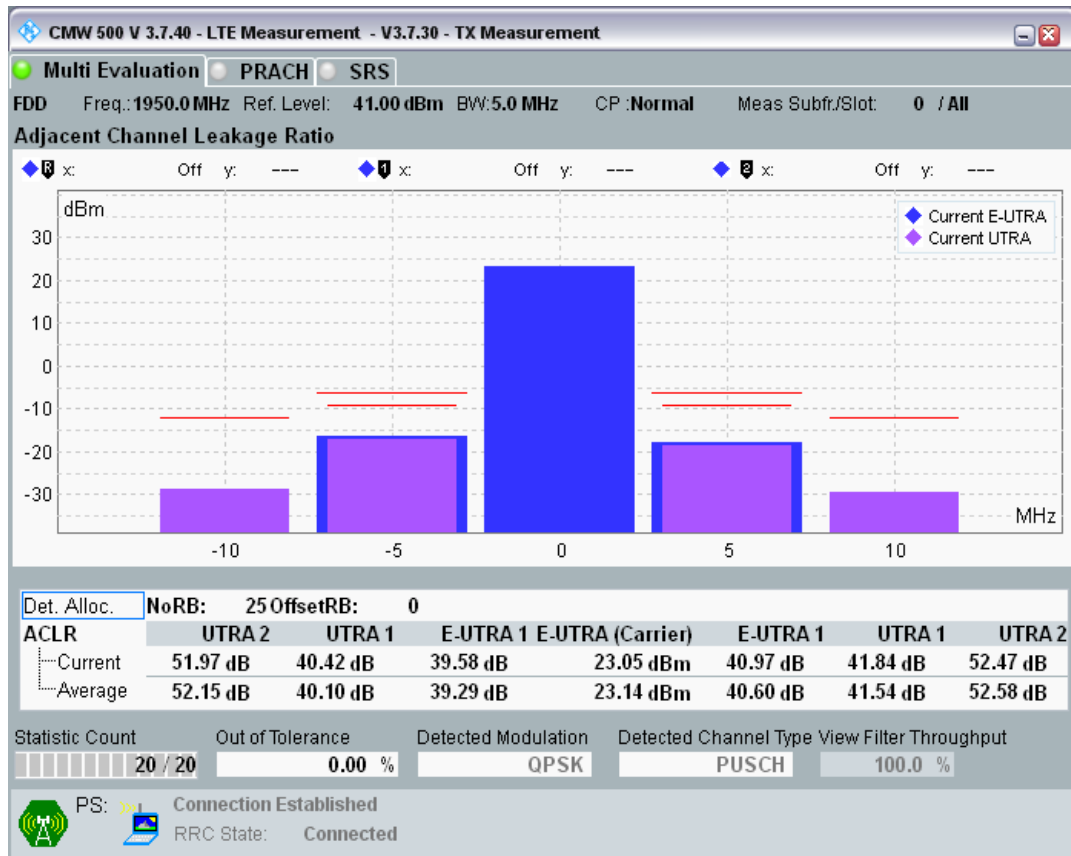 CMW 500 V 3.7.40 - LTE Measurement - V3.7.30 - TX Measurement
Multi Evaluation PRACH SRS
FDD Freq.:1950.0 MHz Ref. Level: 41.00 dBm BW:5.0 MHz CP :Normal Meas Subfr./Slot: 0 / All
Adjacent Channel Leakage Ratio
R x: Off y: --- 1 x: Off y: --- 2 x: Off y: ---
dBm
Current E-UTRA
Current UTRA
30
20
10
0
-10
-20
-30
MHz
-10 -5 0 5 10
Det. Alloc. NoRB: 25 OffsetRB: 0
ACLR UTRA 2 UTRA 1 E-UTRA 1 E-UTRA (Carrier) E-UTRA 1 UTRA 1 UTRA 2
Current 51.97 dB 40.42 dB 39.58 dB 23.05 dBm 40.97 dB 41.84 dB 52.47 dB
Average 52.15 dB 40.10 dB 39.29 dB 23.14 dBm 40.60 dB 41.54 dB 52.58 dB
Statistic Count Out of Tolerance Detected Modulation Detected Channel Type View Filter Throughput
20 / 20 0.00 % QPSK PUSCH 100.0 %
PS: Connection Established
RRC State: Connected